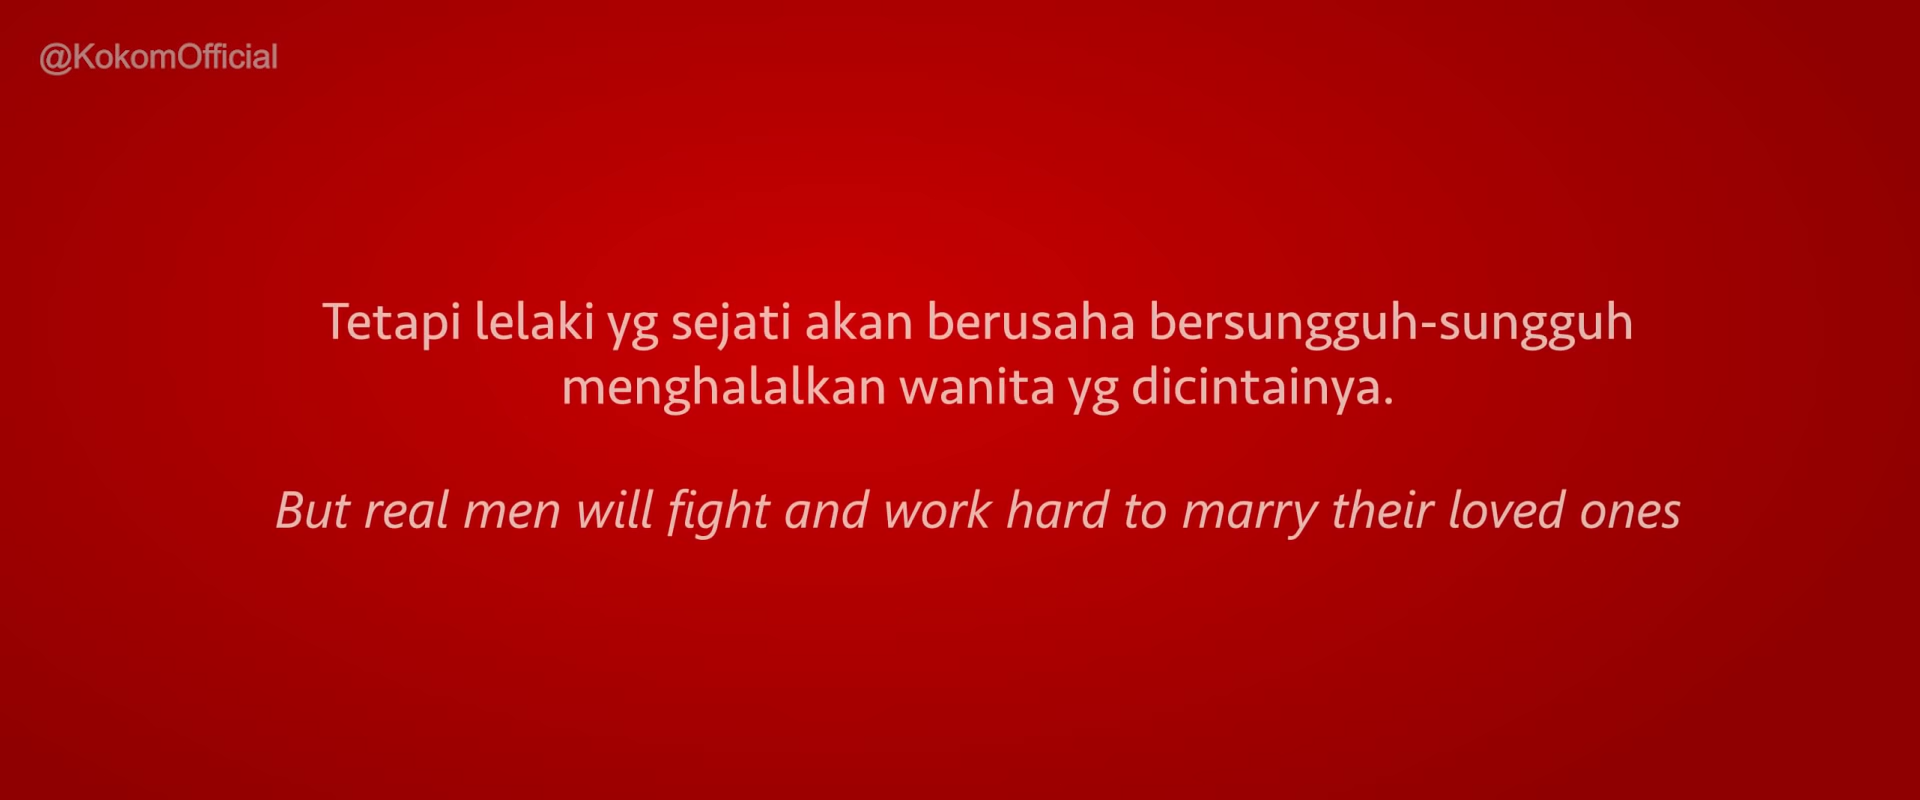 @KokomOfficial
Tetapi lelaki yg sejati akan berusaha bersungguh-sungguh
menghalalkan wanita yg dicintainya.
But real men will fight and work hard to marry their loved ones